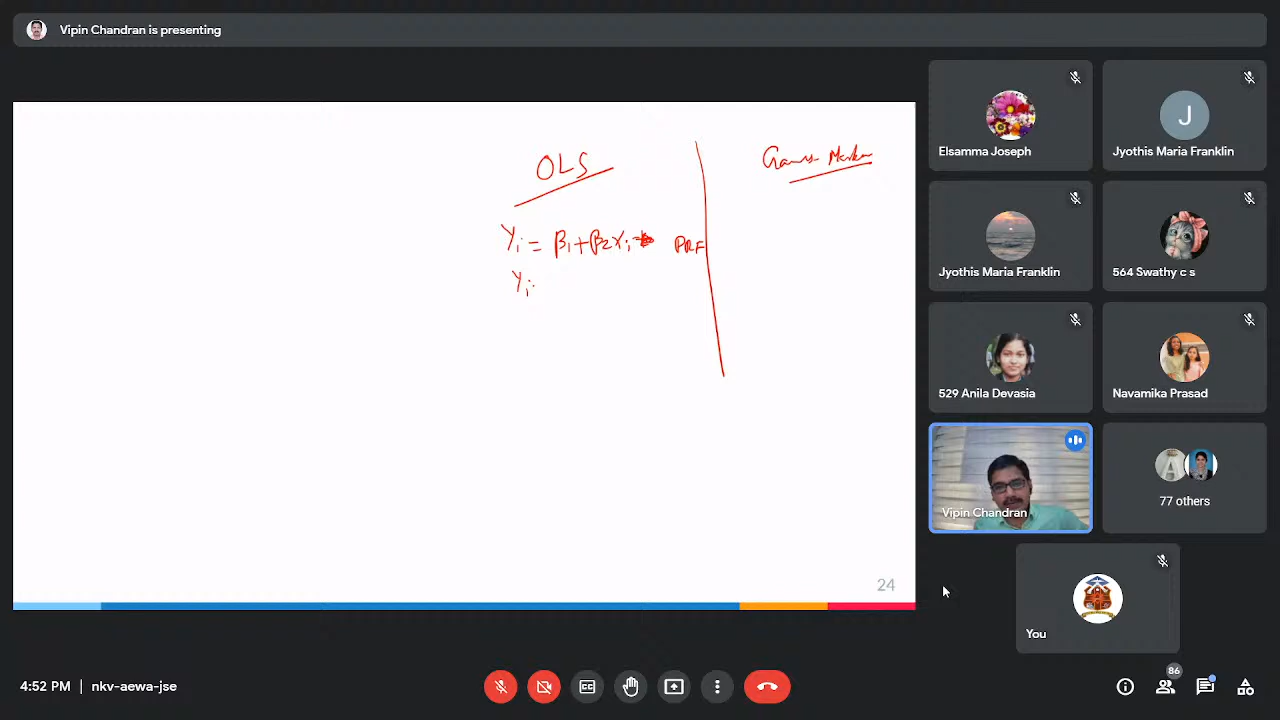 Vipin Chandran is presenting
OLS
Gauss Markov
Yi = β1+β2Xi PRF
Yi
24
Elsamma Joseph
J
Jyothis Maria Franklin
Jyothis Maria Franklin
564 Swathy c s
529 Anila Devasia
Navamika Prasad
Vipin Chandran
A
77 others
You
4:52 PM | nkv-aewa-jse
86